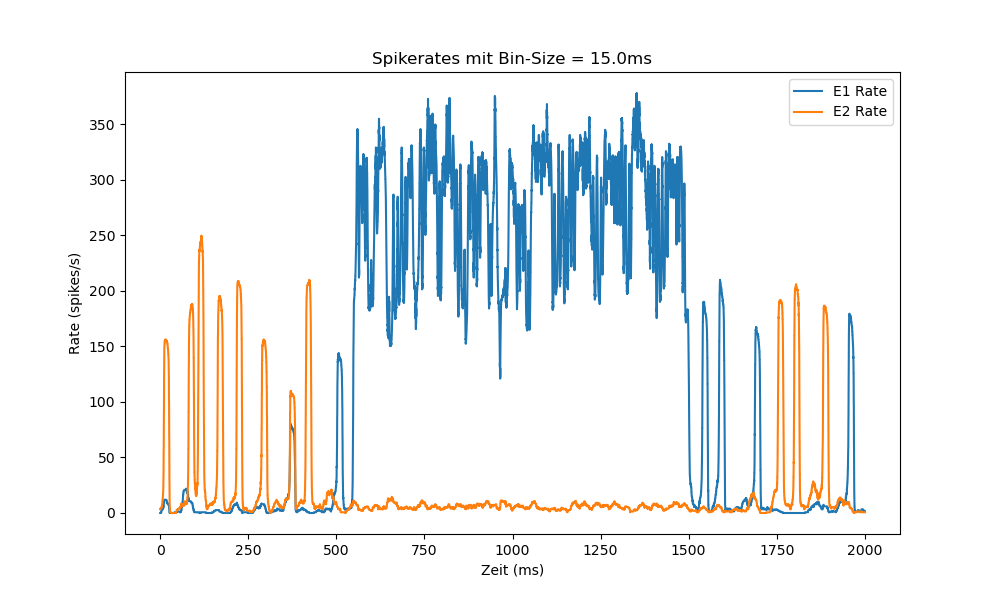 Spikerates mit Bin-Size = 15.0ms
E1 Rate
E2 Rate
350
300
250
200
150
100
50
0
Rate (spikes/s)
0 250 500 750 1000 1250 1500 1750 2000
Zeit (ms)